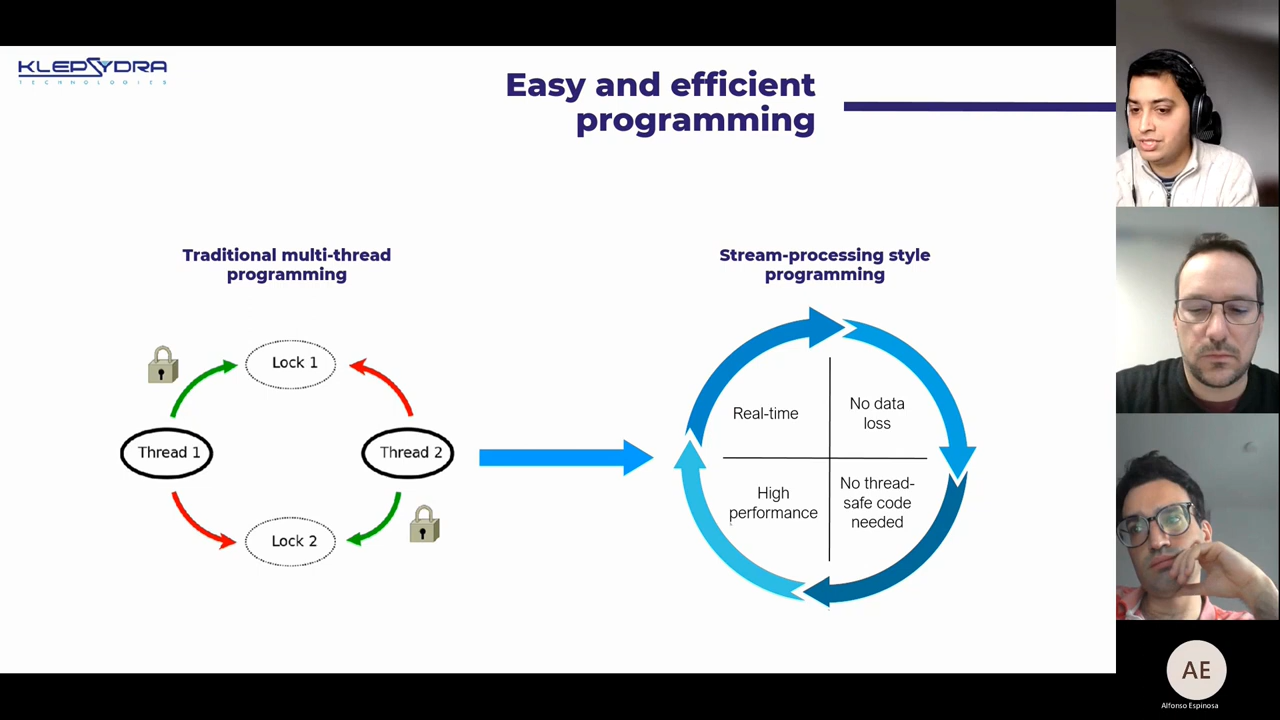 KLEPSYDRA
TECHNOLOGIES
Easy and efficient
programming
Traditional multi-thread
programming
Lock 1
Thread 1
Thread 2
Lock 2
Stream-processing style
programming
Real-time
No data
loss
High
performance
No thread-
safe code
needed
AE
Alfonso Espinosa